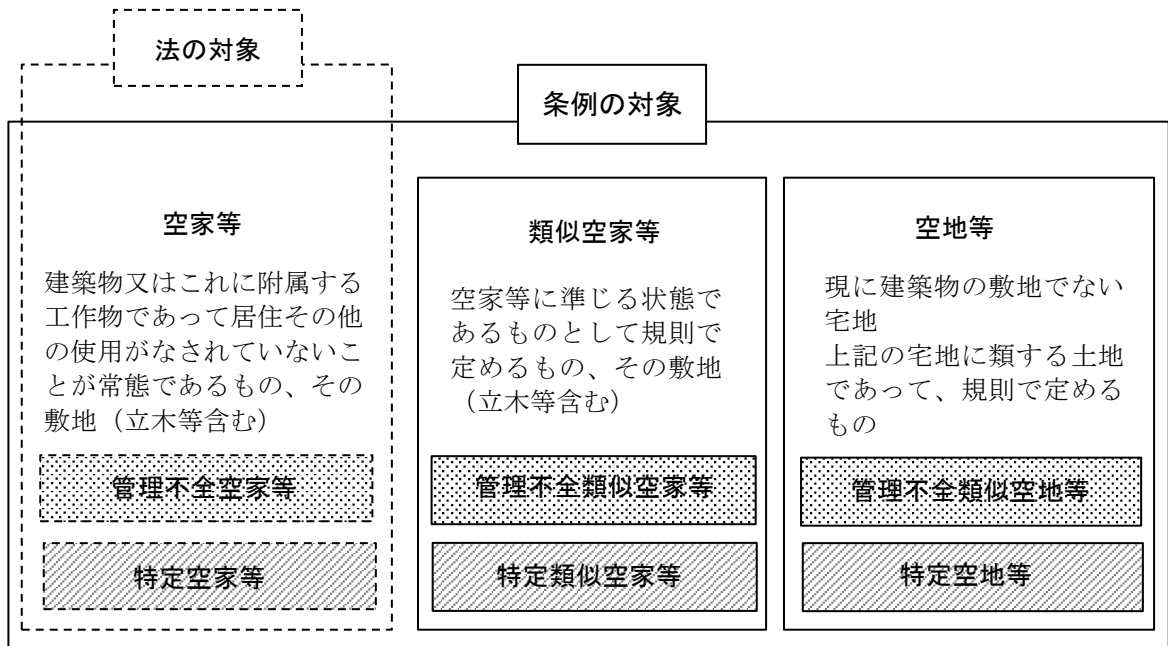 法の対象
条例の対象
空家等
建築物又はこれに附属する
工作物であって居住その他
の使用がなされていないこ
とが常態であるもの、その
敷地（立木等含む）
管理不全空家等
特定空家等
類似空家等
空家等に準じる状態で
あるものとして規則で
定めるもの、その敷地
（立木等含む）
管理不全類似空家等
特定類似空家等
空地等
現に建築物の敷地でない
宅地
上記の宅地に類する土地
であって、規則で定める
もの
管理不全類似空地等
特定空地等